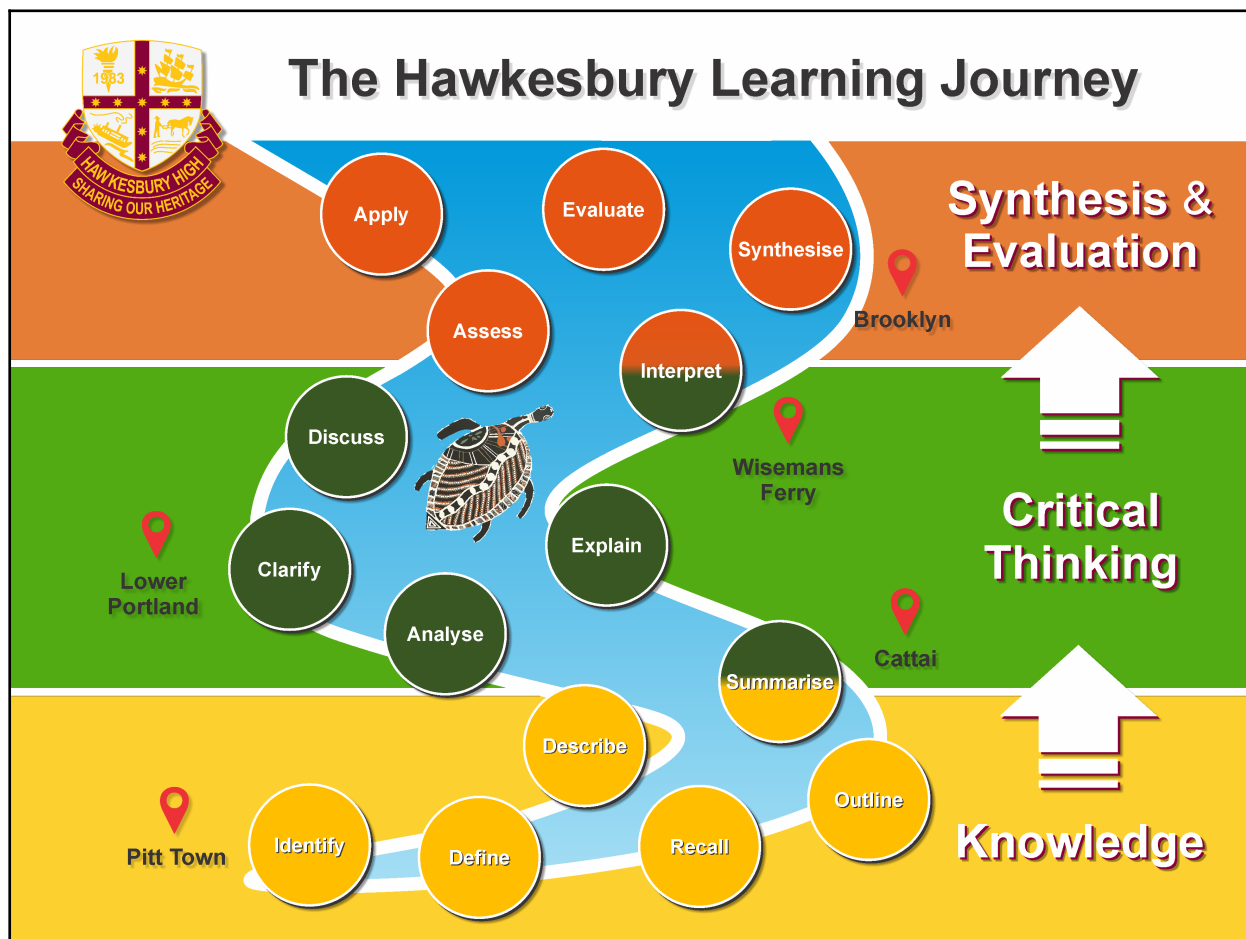 The Hawkesbury Learning Journey
1983
HAWKESBURY HIGH
SHARING OUR HERITAGE
Apply
Evaluate
Synthesise
Synthesis &
Evaluation
Brooklyn
Assess
Interpret
Discuss
Wisemans
Ferry
Critical
Thinking
Explain
Clarify
Lower
Portland
Analyse
Cattai
Summarise
Describe
Outline
Identify
Define
Recall
Pitt Town
Knowledge